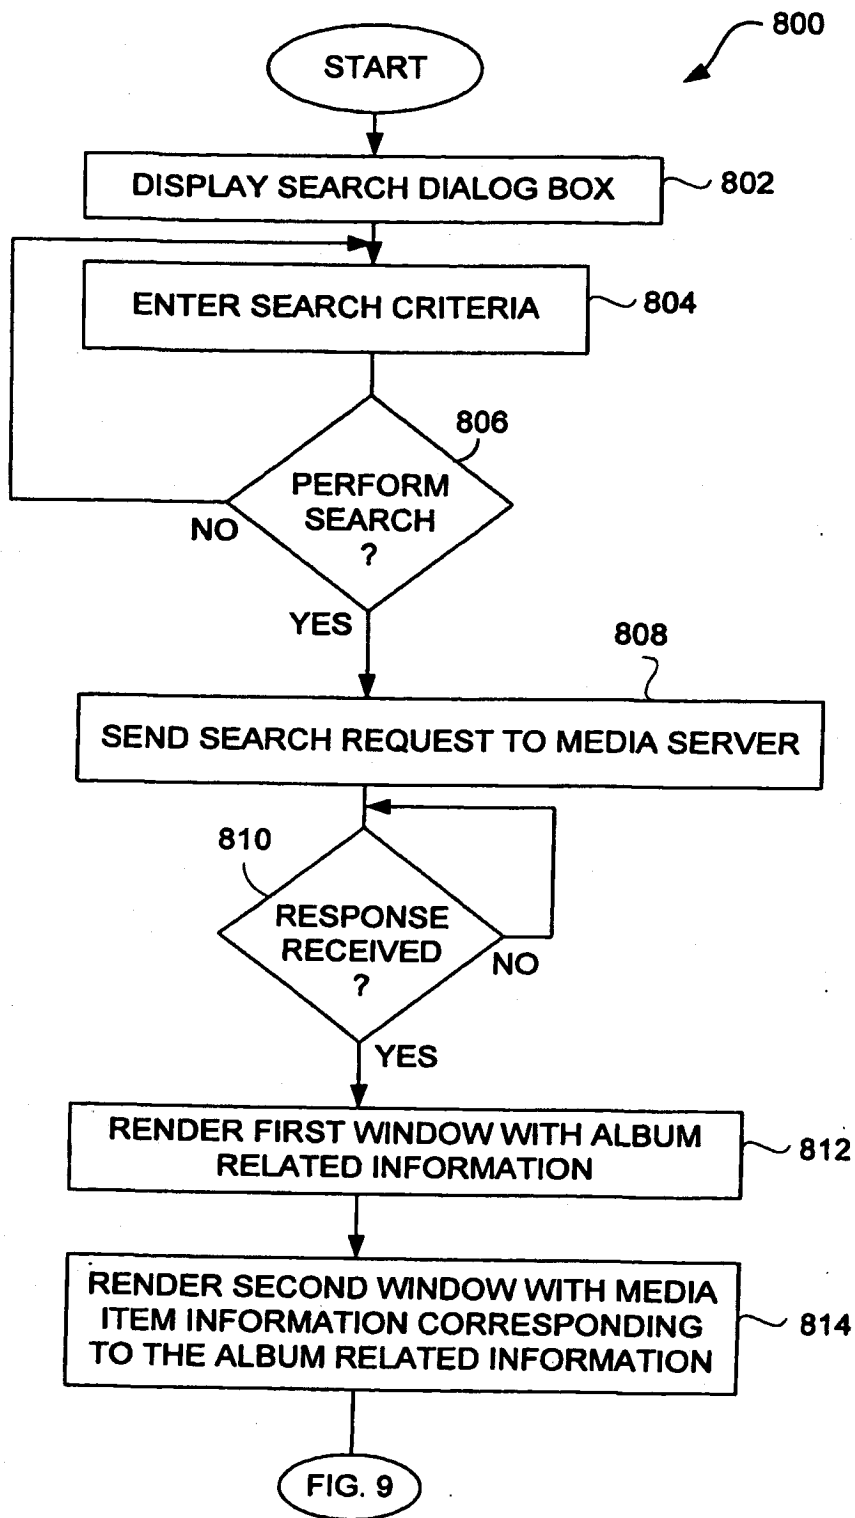 800
START
DISPLAY SEARCH DIALOG BOX
802
ENTER SEARCH CRITERIA
804
806
PERFORM
SEARCH
?
NO
YES
808
SEND SEARCH REQUEST TO MEDIA SERVER
810
RESPONSE
RECEIVED
?
NO
YES
RENDER FIRST WINDOW WITH ALBUM
RELATED INFORMATION
812
RENDER SECOND WINDOW WITH MEDIA
ITEM INFORMATION CORRESPONDING
TO THE ALBUM RELATED INFORMATION
814
FIG. 9